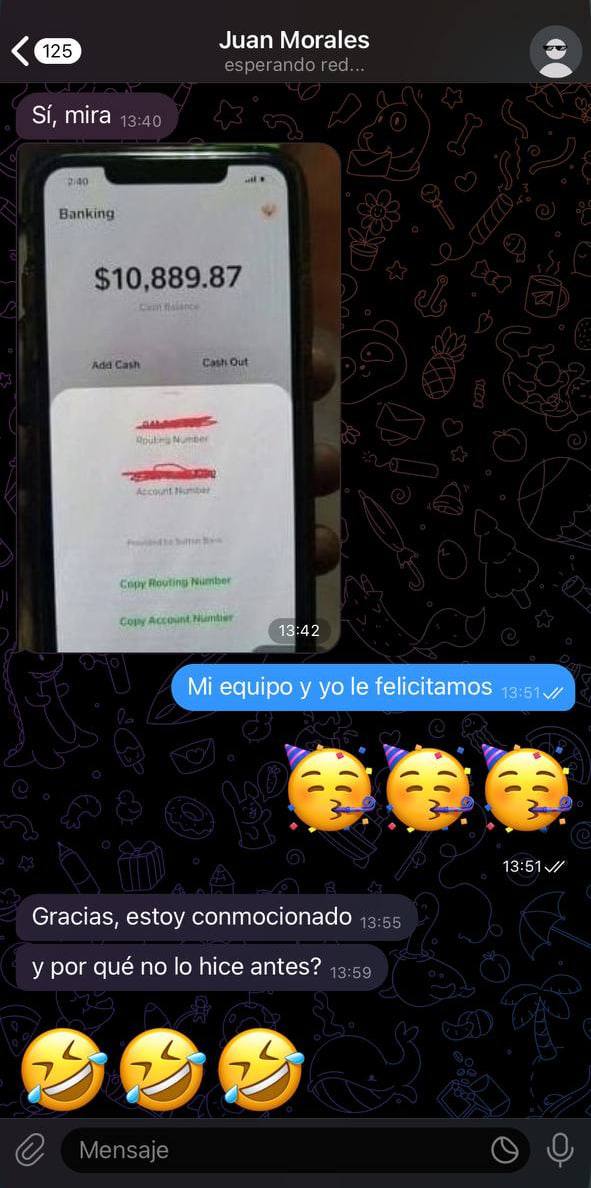 125
Juan Morales
esperando red...
Sí, mira 13:40
2:40
Banking
$10,889.87
Cash Balance
Add Cash
Cash Out
Routing Number
Account Number
Provided by Sutton Bank
Copy Routing Number
Copy Account Number
13:42
Mi equipo y yo le felicitamos 13:51
13:51
Gracias, estoy conmocionado 13:55
y por qué no lo hice antes? 13:59
Mensaje